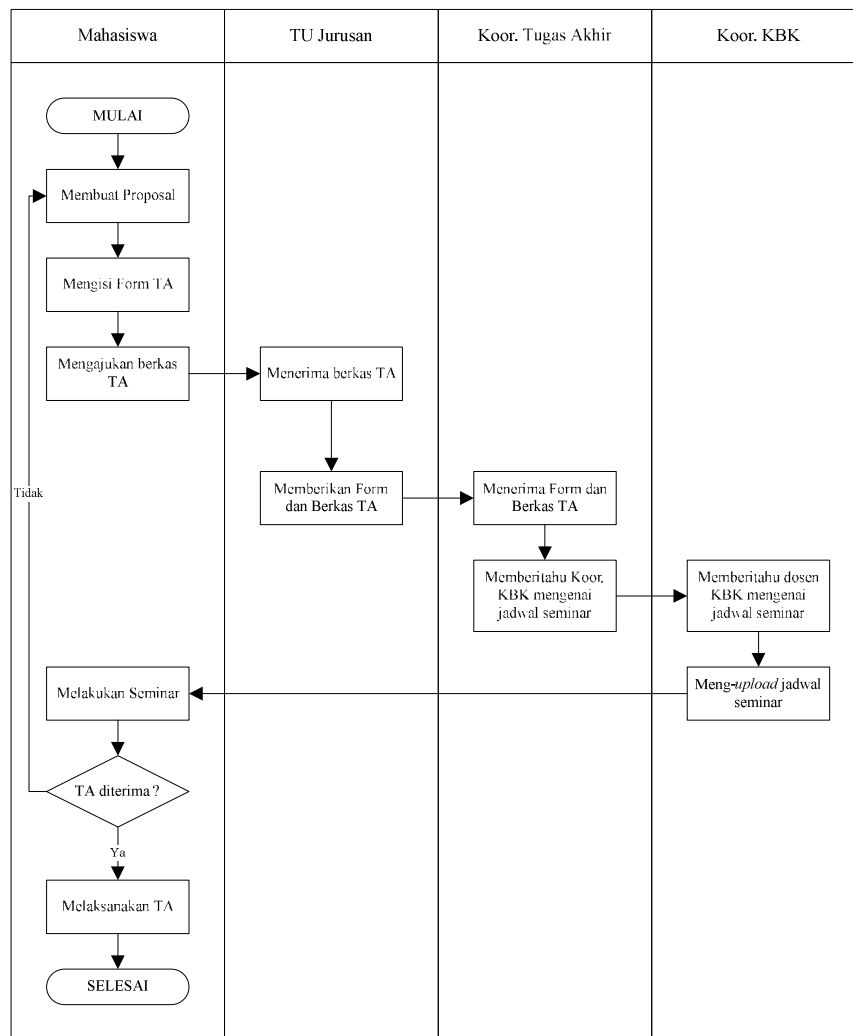 Mahasiswa
TU Jurusan
Koor. Tugas Akhir
Koor. KBK
MULAI
Membuat Proposal
Mengisi Form TA
Mengajukan berkas
TA
Menerima berkas TA
Memberikan Form
dan Berkas TA
Menerima Form dan
Berkas TA
Memberitahu Koor.
KBK mengenai
jadwal seminar
Memberitahu dosen
KBK mengenai
jadwal seminar
Meng-upload jadwal
seminar
Melakukan Seminar
TA diterima ?
Tidak
Ya
Melaksanakan TA
SELESAI